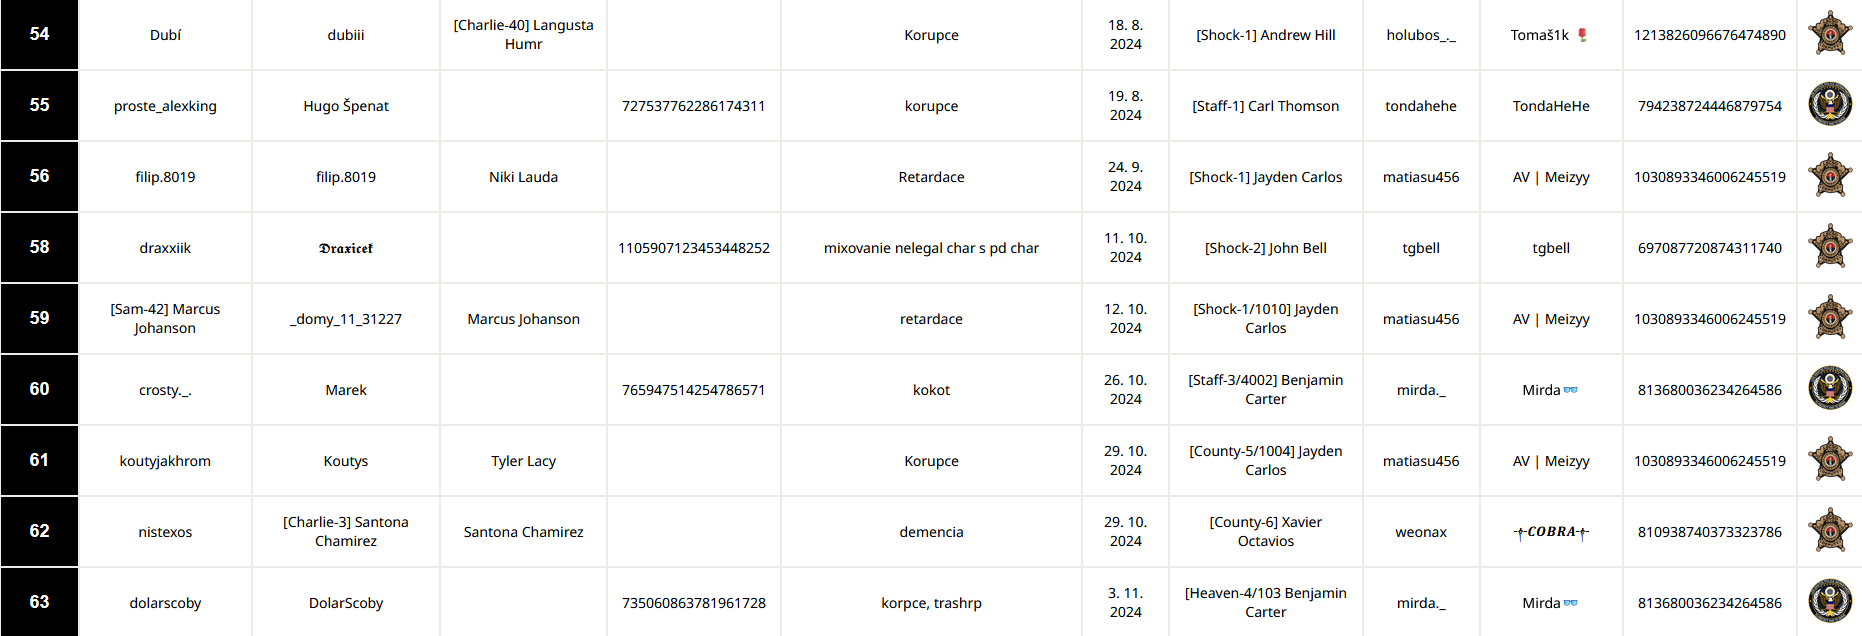 54 Dubí dubiii [Charlie-40] Langusta Humr Korupce 18. 8. 2024 [Shock-1] Andrew Hill holubos_._ Tomaš1k 🌹 1213826096676474890
55 proste_alexking Hugo Špenat 727537762286174311 korupce 19. 8. 2024 [Staff-1] Carl Thomson tondahehe TondaHeHe 794238724446879754
56 filip.8019 filip.8019 Niki Lauda Retardace 24. 9. 2024 [Shock-1] Jayden Carlos matiasu456 AV | Meizyy 1030893346006245519
58 draxxiik 𝕯𝖗𝖆𝖝𝖎𝖈𝖊𝖐 1105907123453448252 mixovanie nelegal char s pd char 11. 10. 2024 [Shock-2] John Bell tgbell tgbell 697087720874311740
59 [Sam-42] Marcus Johanson _domy_11_31227 Marcus Johanson retardace 12. 10. 2024 [Shock-1/1010] Jayden Carlos matiasu456 AV | Meizyy 1030893346006245519
60 crosty._. Marek 765947514254786571 kokot 26. 10. 2024 [Staff-3/4002] Benjamin Carter mirda._ Mirda👓 813680036234264586
61 koutyjakhrom Koutys Tyler Lacy Korupce 29. 10. 2024 [County-5/1004] Jayden Carlos matiasu456 AV | Meizyy 1030893346006245519
62 nistexos [Charlie-3] Santona Chamirez Santona Chamirez demencia 29. 10. 2024 [County-6] Xavier Octavios weonax -༒-𝑪𝑶𝑩𝑹𝑨-༒- 810938740373323786
63 dolarscoby DolarScoby 735060863781961728 korpce, trashrp 3. 11. 2024 [Heaven-4/103 Benjamin Carter mirda._ Mirda👓 813680036234264586